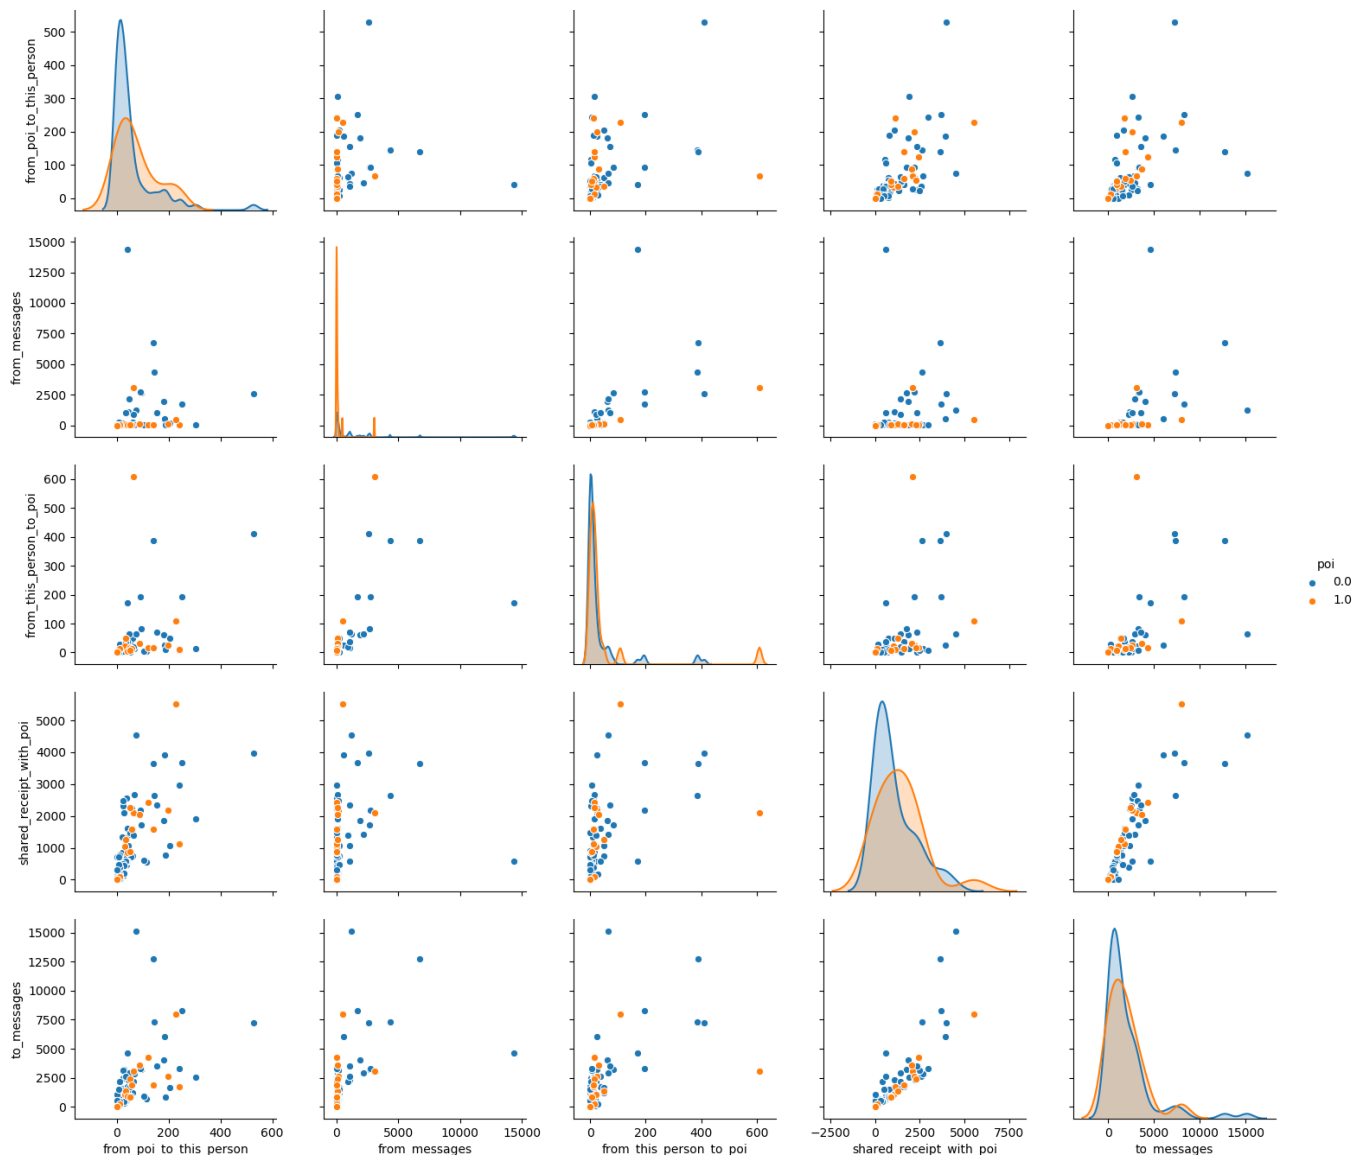 from_poi_to_this_person
500
400
300
200
100
0
from_messages
15000
12500
10000
7500
5000
2500
0
from_this_person_to_poi
600
500
400
300
200
100
0
poi
0.0
1.0
shared_receipt_with_poi
5000
4000
3000
2000
1000
0
to_messages
15000
12500
10000
7500
5000
2500
0
0 200 400 600
from_poi_to_this_person
0 5000 10000 15000
from_messages
0 200 400 600
from_this_person_to_poi
−2500 0 2500 5000 7500
shared_receipt_with_poi
0 5000 10000 15000
to_messages